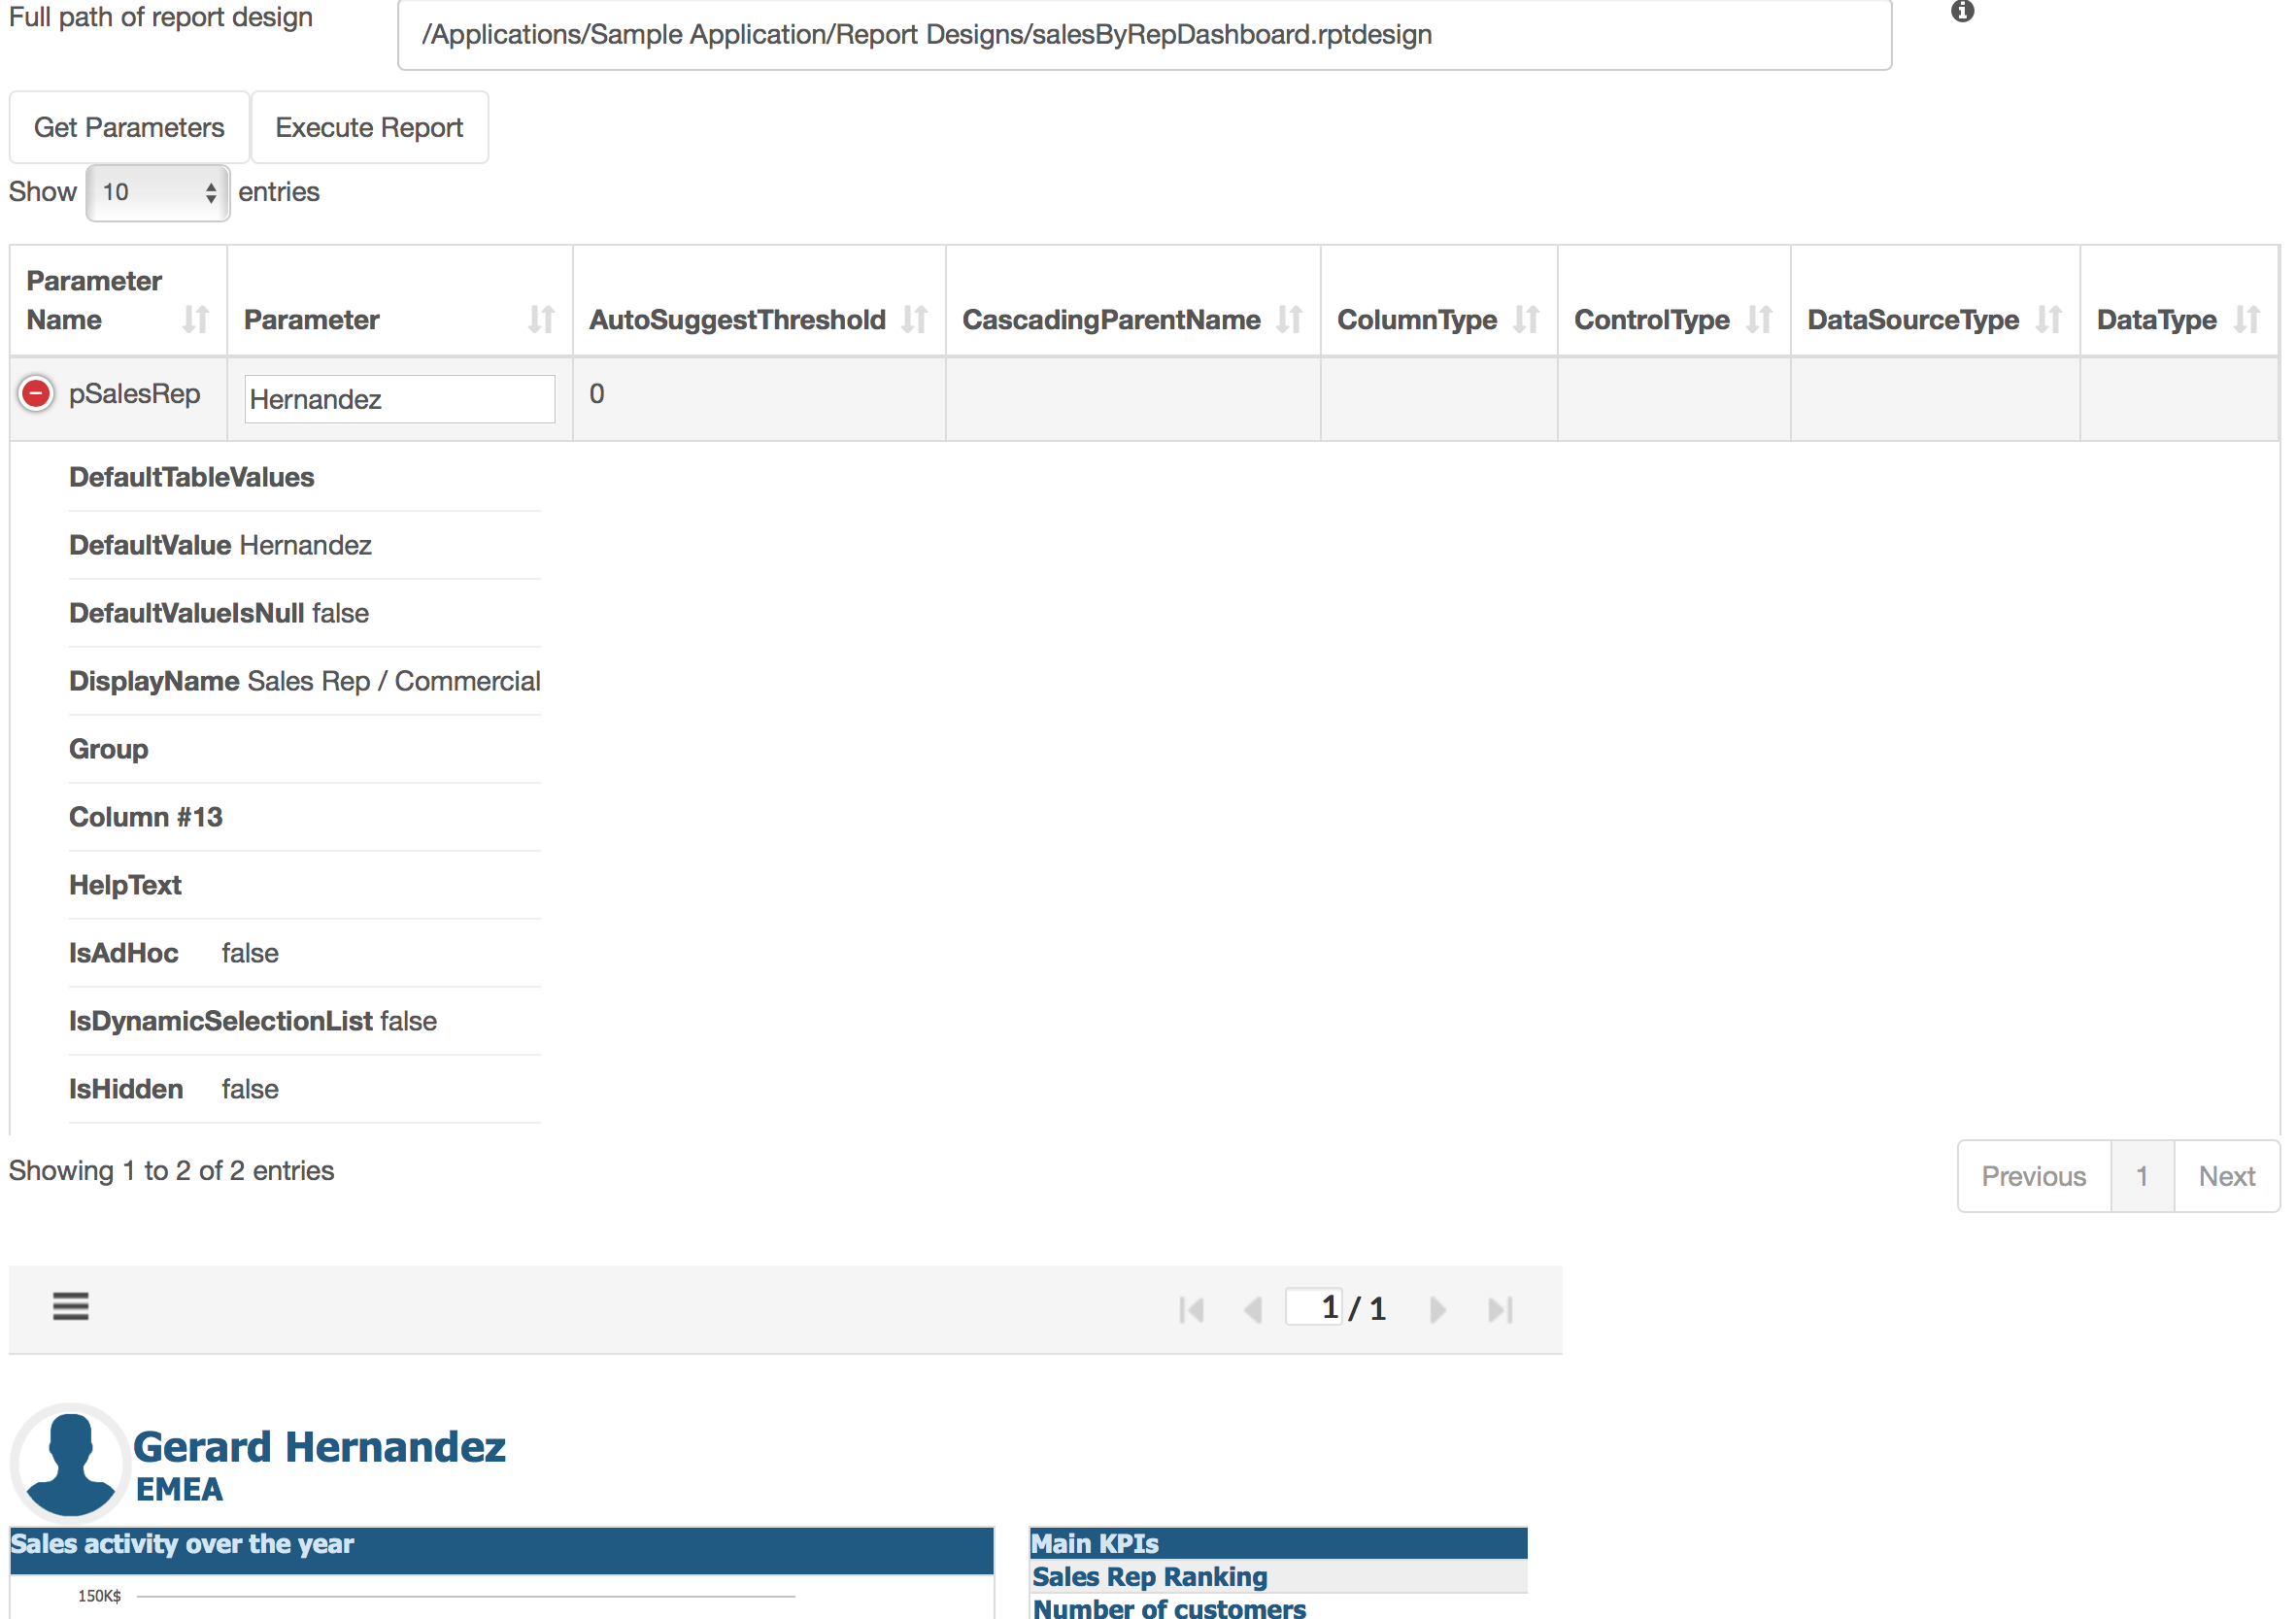 Full path of report design
/Applications/Sample Application/Report Designs/salesByRepDashboard.rptdesign
Get Parameters Execute Report
Show 10 entries
Parameter Name Parameter AutoSuggestThreshold CascadingParentName ColumnType ControlType DataSourceType DataType
pSalesRep Hernandez 0
DefaultTableValues
DefaultValue Hernandez
DefaultValueIsNull false
DisplayName Sales Rep / Commercial
Group
Column #13
HelpText
IsAdHoc false
IsDynamicSelectionList false
IsHidden false
Showing 1 to 2 of 2 entries
Previous 1 Next
1 / 1
Gerard Hernandez
EMEA
Sales activity over the year
150K$
Main KPIs
Sales Rep Ranking
Number of customers